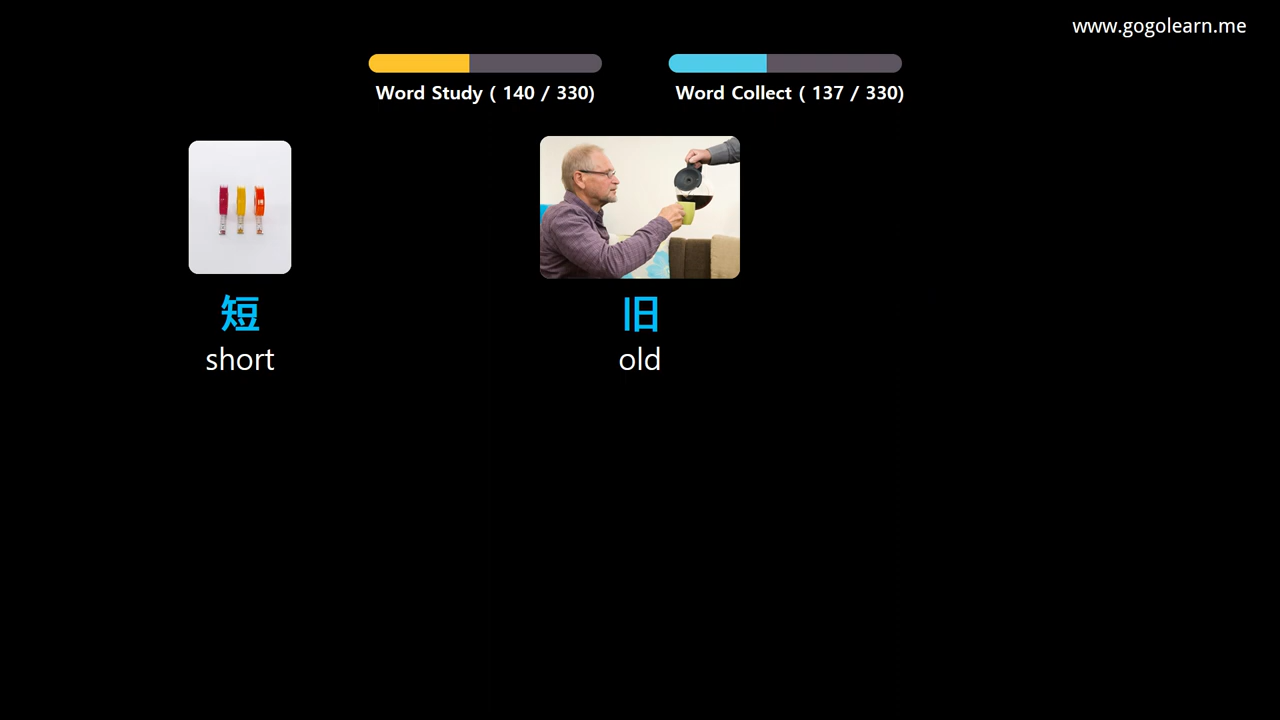 www.gogolearn.me
Word Study ( 140 / 330)
Word Collect ( 137 / 330)
短
short
旧
old